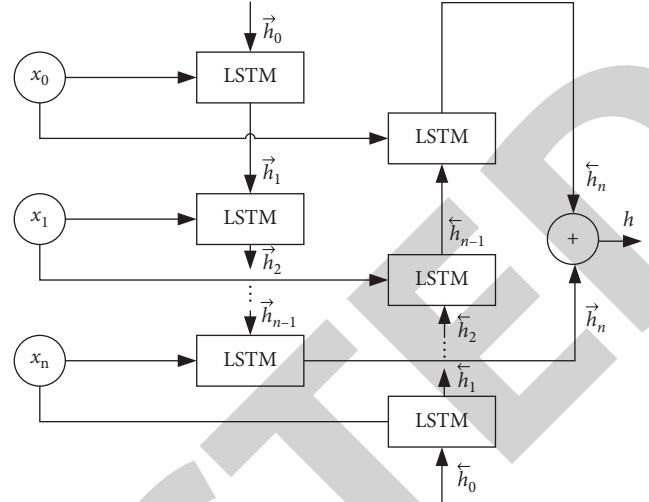 h⃗₀
x₀
LSTM
LSTM
h⃗₁
x₁
LSTM
h⃖ₙ
h⃖ₙ₋₁
h
+
h⃗₂
LSTM
⋮
h⃗ₙ₋₁
h⃖₂
h⃗ₙ
xₙ
LSTM
⋮
h⃖₁
LSTM
h⃖₀